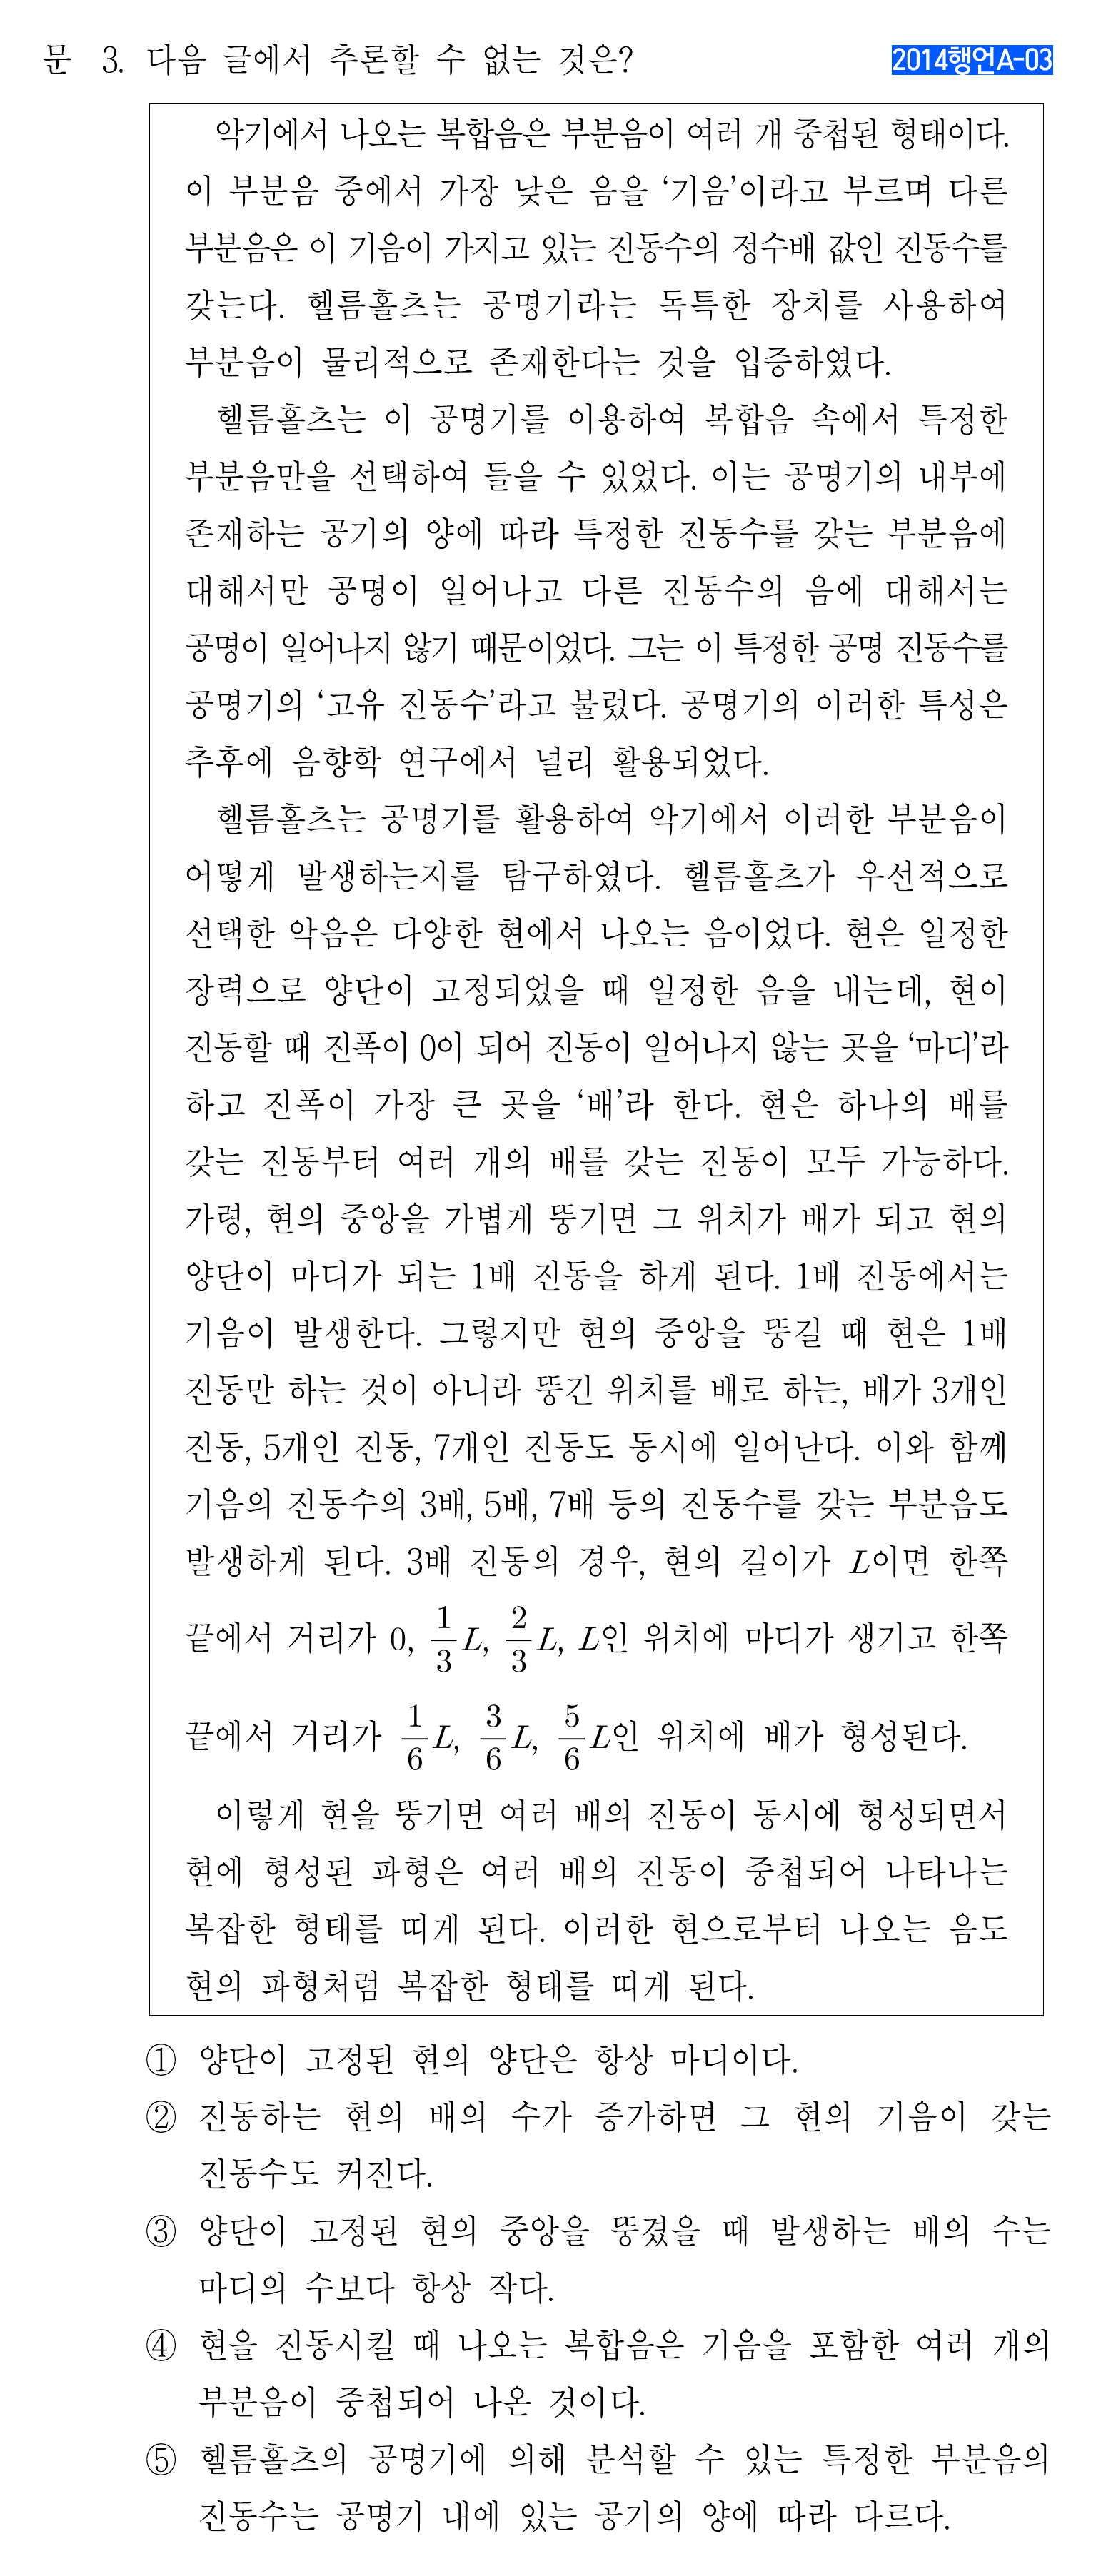 문 3. 다음 글에서 추론할 수 없는 것은?
2014행언A-03
악기에서 나오는 복합음은 부분음이 여러 개 중첩된 형태이다.
이 부분음 중에서 가장 낮은 음을 ‘기음’이라고 부르며 다른
부분음은 이 기음이 가지고 있는 진동수의 정수배 값인 진동수를
갖는다. 헬름홀츠는 공명기라는 독특한 장치를 사용하여
부분음이 물리적으로 존재한다는 것을 입증하였다.
헬름홀츠는 이 공명기를 이용하여 복합음 속에서 특정한
부분음만을 선택하여 들을 수 있었다. 이는 공명기의 내부에
존재하는 공기의 양에 따라 특정한 진동수를 갖는 부분음에
대해서만 공명이 일어나고 다른 진동수의 음에 대해서는
공명이 일어나지 않기 때문이었다. 그는 이 특정한 공명 진동수를
공명기의 ‘고유 진동수’라고 불렀다. 공명기의 이러한 특성은
추후에 음향학 연구에서 널리 활용되었다.
헬름홀츠는 공명기를 활용하여 악기에서 이러한 부분음이
어떻게 발생하는지를 탐구하였다. 헬름홀츠가 우선적으로
선택한 악음은 다양한 현에서 나오는 음이었다. 현은 일정한
장력으로 양단이 고정되었을 때 일정한 음을 내는데, 현이
진동할 때 진폭이 0이 되어 진동이 일어나지 않는 곳을 ‘마디’라
하고 진폭이 가장 큰 곳을 ‘배’라 한다. 현은 하나의 배를
갖는 진동부터 여러 개의 배를 갖는 진동이 모두 가능하다.
가령, 현의 중앙을 가볍게 뚱기면 그 위치가 배가 되고 현의
양단이 마디가 되는 1배 진동을 하게 된다. 1배 진동에서는
기음이 발생한다. 그렇지만 현의 중앙을 뚱길 때 현은 1배
진동만 하는 것이 아니라 뚱긴 위치를 배로 하는, 배가 3개인
진동, 5개인 진동, 7개인 진동도 동시에 일어난다. 이와 함께
기음의 진동수의 3배, 5배, 7배 등의 진동수를 갖는 부분음도
발생하게 된다. 3배 진동의 경우, 현의 길이가 L이면 한쪽
끝에서 거리가 0, 1/3 L, 2/3 L, L인 위치에 마디가 생기고 한쪽
끝에서 거리가 1/6 L, 3/6 L, 5/6 L인 위치에 배가 형성된다.
이렇게 현을 뚱기면 여러 배의 진동이 동시에 형성되면서
현에 형성된 파형은 여러 배의 진동이 중첩되어 나타나는
복잡한 형태를 띠게 된다. 이러한 현으로부터 나오는 음도
현의 파형처럼 복잡한 형태를 띠게 된다.
① 양단이 고정된 현의 양단은 항상 마디이다.
② 진동하는 현의 배의 수가 증가하면 그 현의 기음이 갖는
진동수도 커진다.
③ 양단이 고정된 현의 중앙을 뚱겼을 때 발생하는 배의 수는
마디의 수보다 항상 작다.
④ 현을 진동시킬 때 나오는 복합음은 기음을 포함한 여러 개의
부분음이 중첩되어 나온 것이다.
⑤ 헬름홀츠의 공명기에 의해 분석할 수 있는 특정한 부분음의
진동수는 공명기 내에 있는 공기의 양에 따라 다르다.